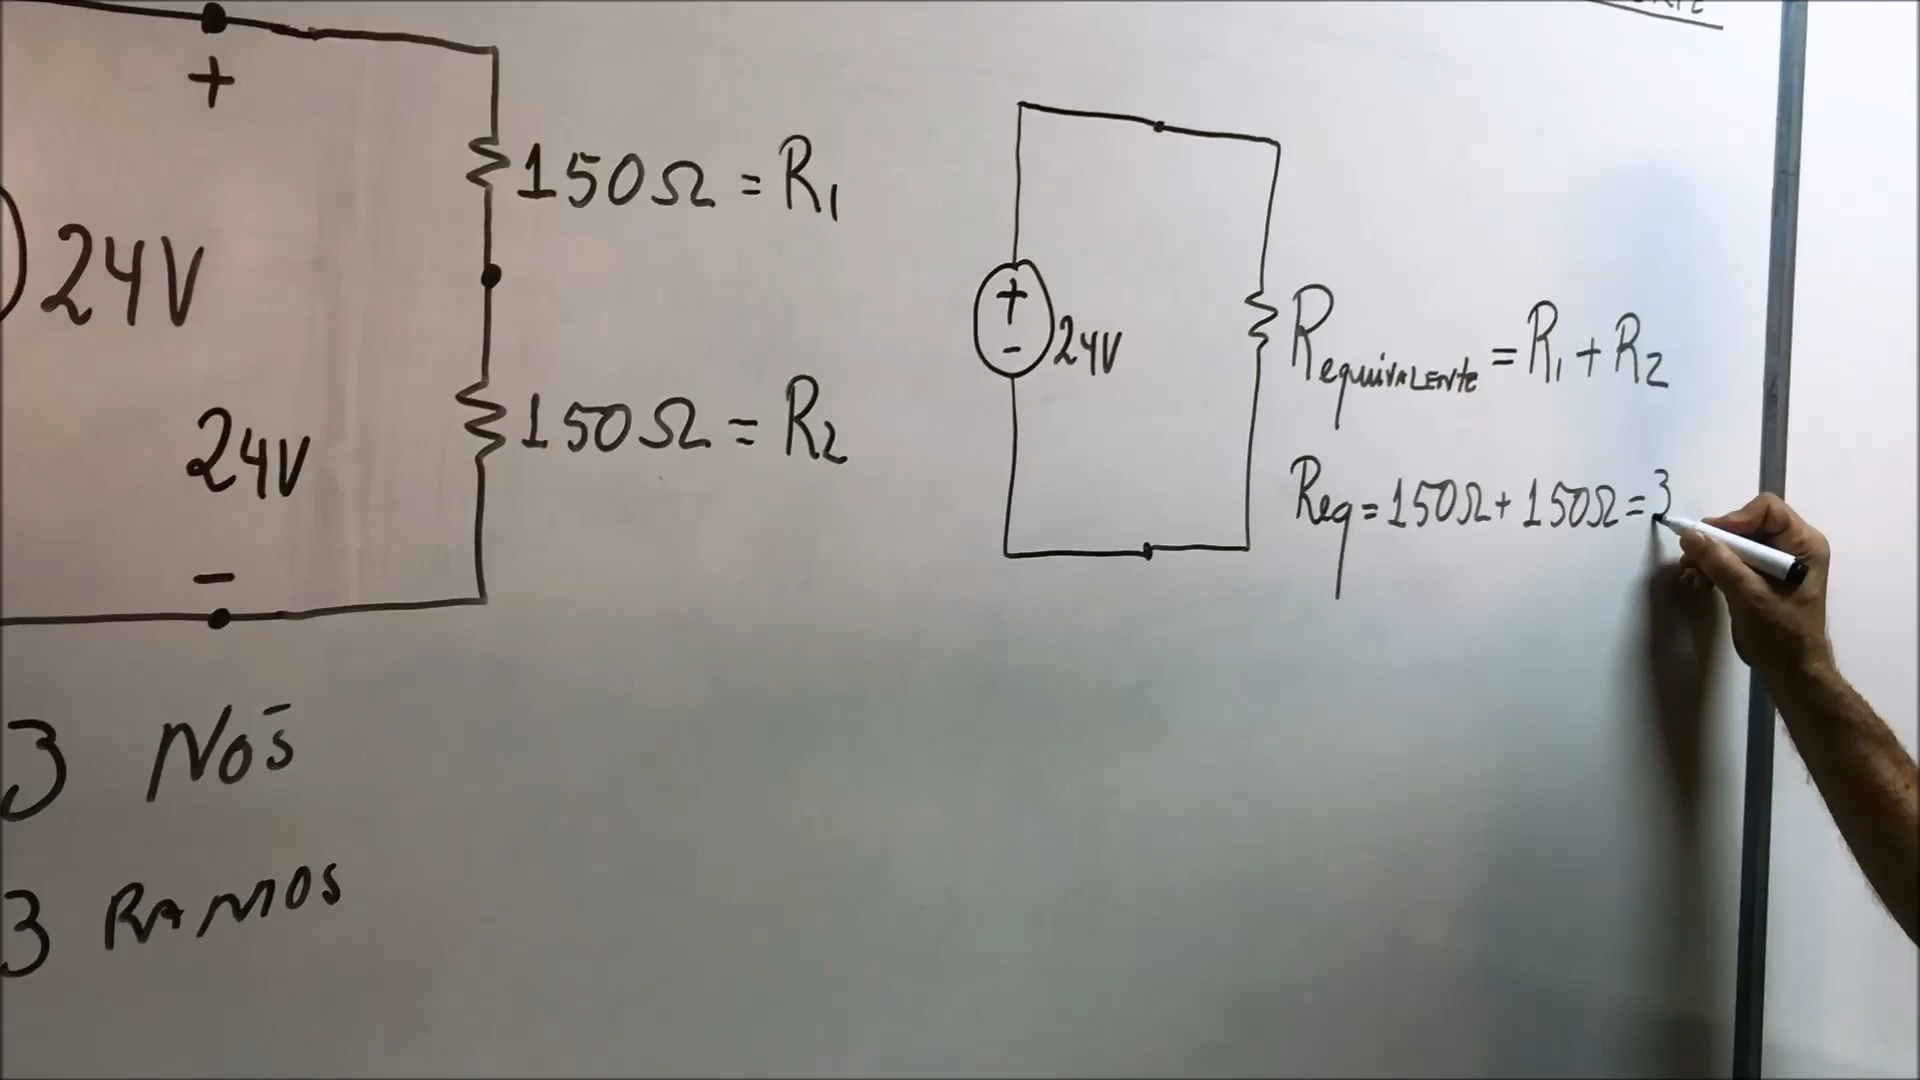 +
150Ω = R1
24V
24V
150Ω = R2
-
3 NÓS
3 RAMOS
+
-
24V
Requivalente = R1 + R2
Req = 150Ω + 150Ω = 3